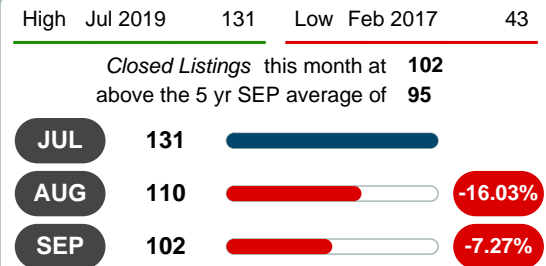 High Jul 2019 131 Low Feb 2017 43
Closed Listings this month at 102
above the 5 yr SEP average of 95
JUL 131
AUG 110 -16.03%
SEP 102 -7.27%